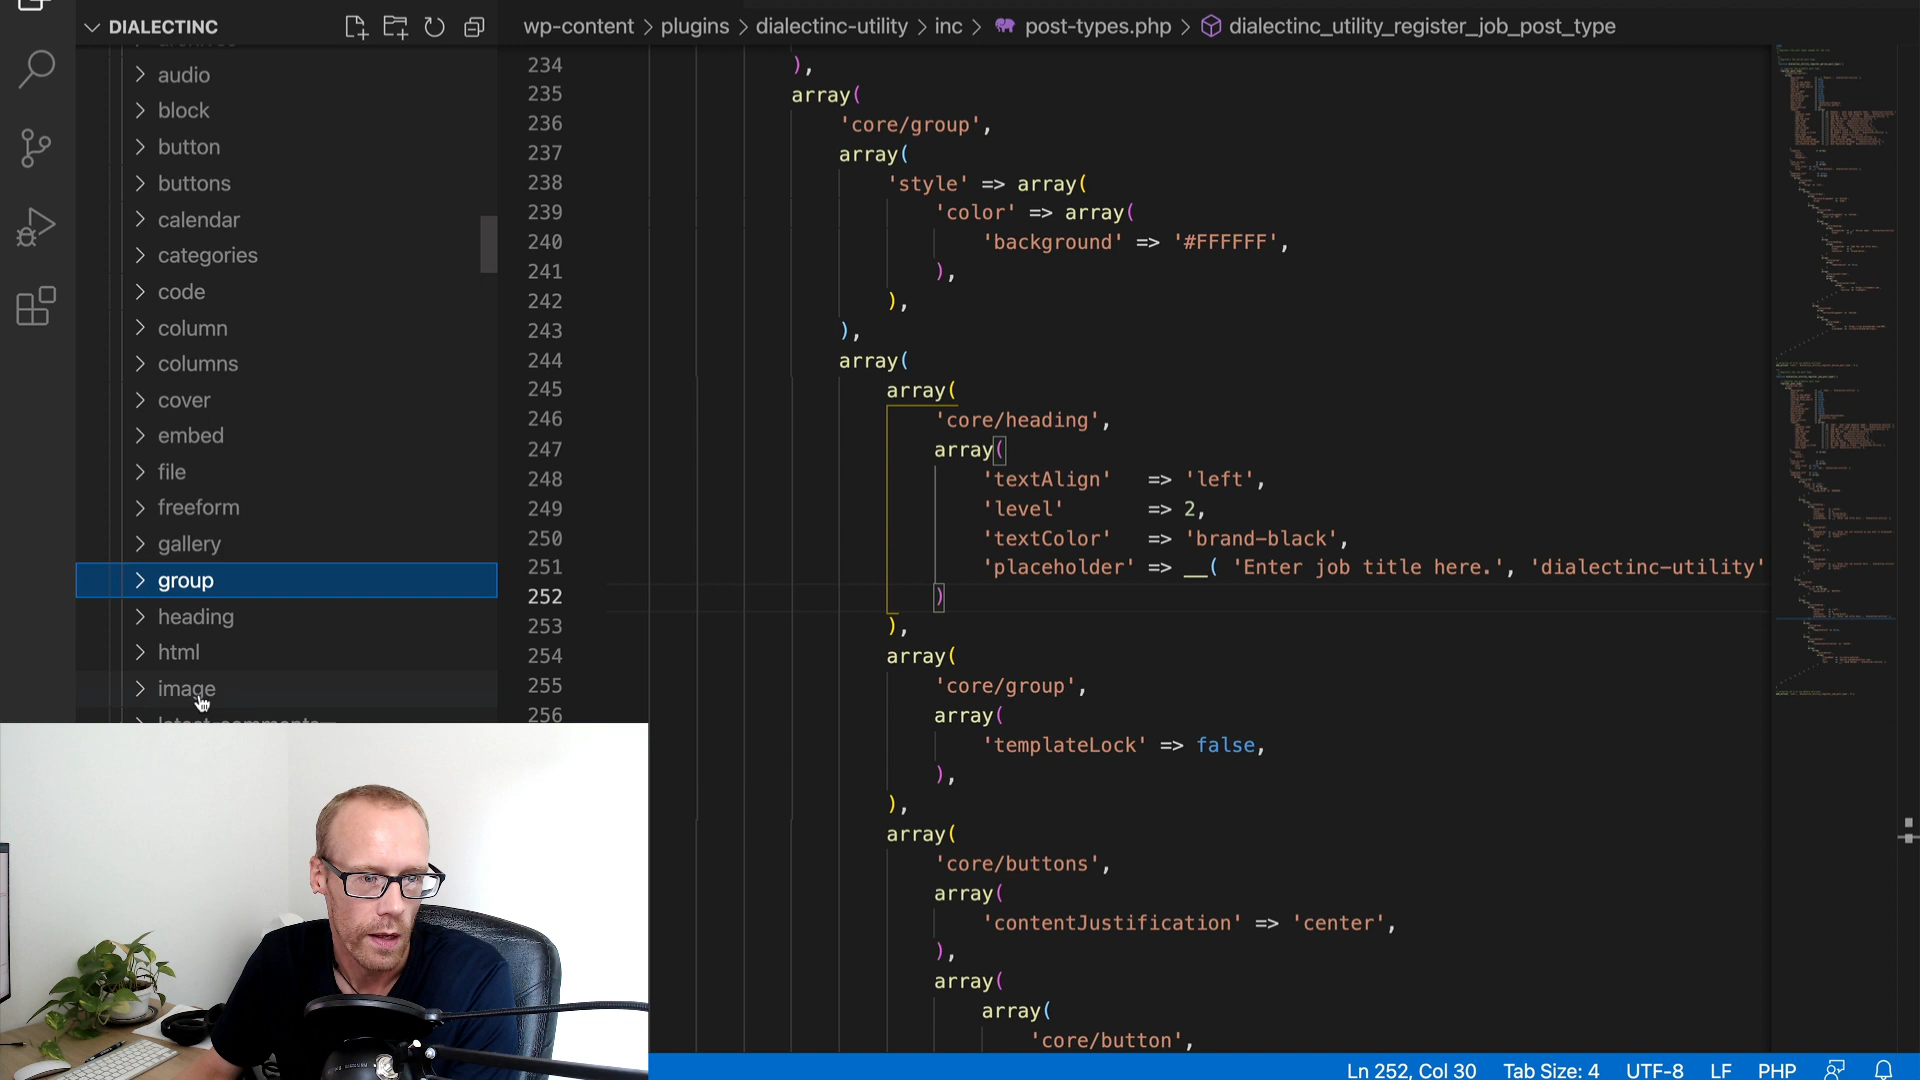 DIALECTINC
wp-content > plugins > dialectinc-utility > inc > post-types.php > dialectinc_utility_register_job_post_type
archives
audio
block
button
buttons
calendar
categories
code
column
columns
cover
embed
file
freeform
gallery
group
heading
html
image
latest-comments
234 ),
235 array(
236 'core/group',
237 array(
238 'style' => array(
239 'color' => array(
240 'background' => '#FFFFFF',
241 ),
242 ),
243 ),
244 array(
245 array(
246 'core/heading',
247 array(
248 'textAlign' => 'left',
249 'level' => 2,
250 'textColor' => 'brand-black',
251 'placeholder' => __( 'Enter job title here.', 'dialectinc-utility'
252 )
253 ),
254 array(
255 'core/group',
256 array(
'templateLock' => false,
),
),
array(
'core/buttons',
array(
'contentJustification' => 'center',
),
array(
array(
'core/button',
Ln 252, Col 30 Tab Size: 4 UTF-8 LF PHP